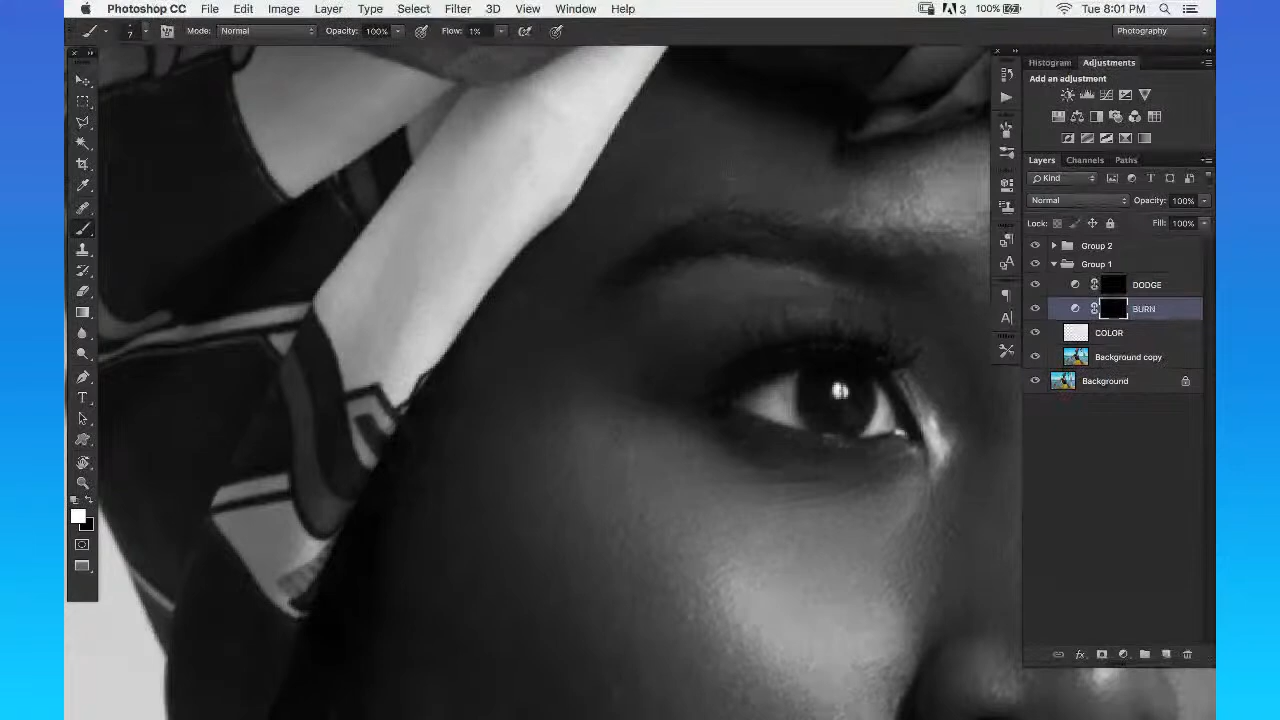 Photoshop CC File Edit Image Layer Type Select Filter 3D View Window Help 3 100% Tue 8:01 PM
7 Mode: Normal Opacity: 100% Flow: 1% Photography
Histogram Adjustments
Add an adjustment
Layers Channels Paths
Kind T
Normal Opacity: 100%
Lock: Fill: 100%
Group 2
Group 1
DODGE
BURN
COLOR
Background copy
Background
fx